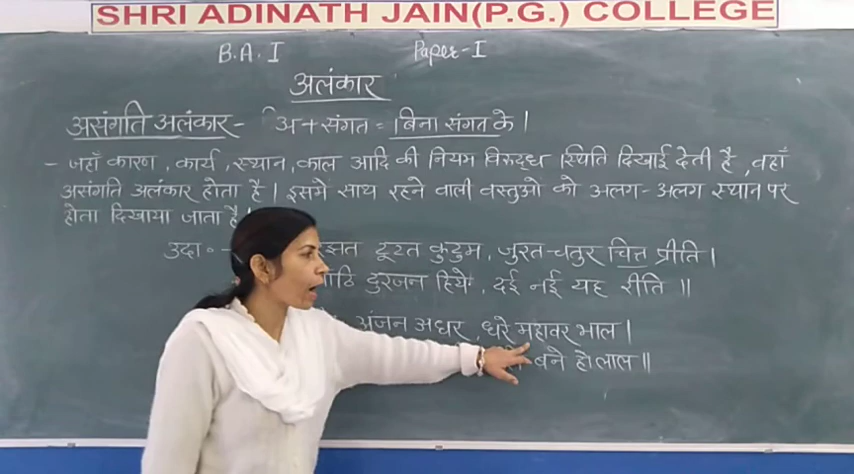 SHRI ADINATH JAIN(P.G.) COLLEGE
B.A.I Paper-I
अलंकार
असंगति अलंकार- अ+संगत = बिना संगत के।
- जहाँ कारण, कार्य, स्थान, काल आदि की नियम विरुद्ध स्थिति दिखाई देती है, वहाँ
असंगति अलंकार होता है। इसमें साथ रहने वाली वस्तुओं को अलग-अलग स्थान पर
होता दिखाया जाता है।
उदा०- टूटत कुटुम, जुरत-चतुर चित्त प्रीति।
दुरजन हिये, दई नई यह रीति॥
अंजन अधर, धरे महावर भाल।
बने हो लाल॥